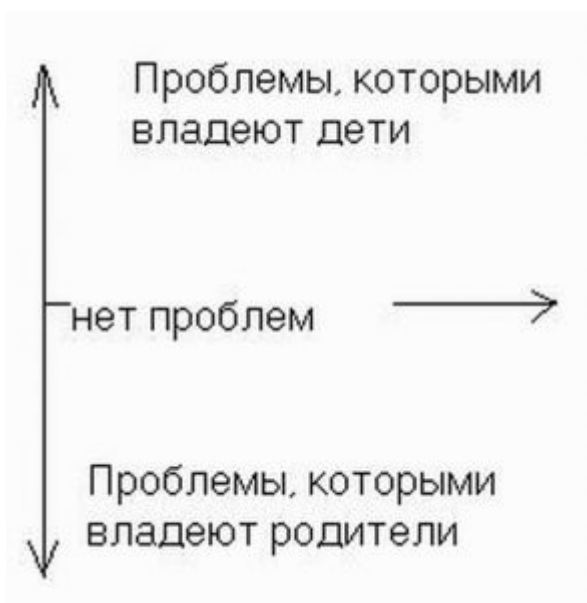 Проблемы, которыми
владеют дети
нет проблем
Проблемы, которыми
владеют родители